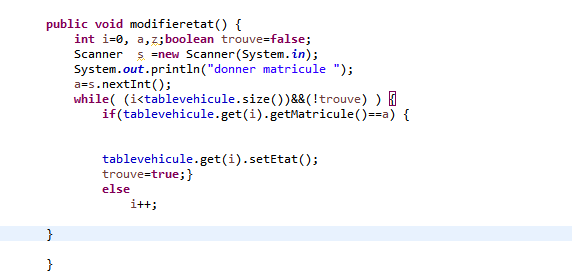 public void modifieretat() {
int i=0, a,z;boolean trouve=false;
Scanner s =new Scanner(System.in);
System.out.println("donner matricule ");
a=s.nextInt();
while( (i<tablevehicule.size())&&(!trouve) ) {
if(tablevehicule.get(i).getMatricule()==a) {
tablevehicule.get(i).setEtat();
trouve=true;}
else
i++;
}
}